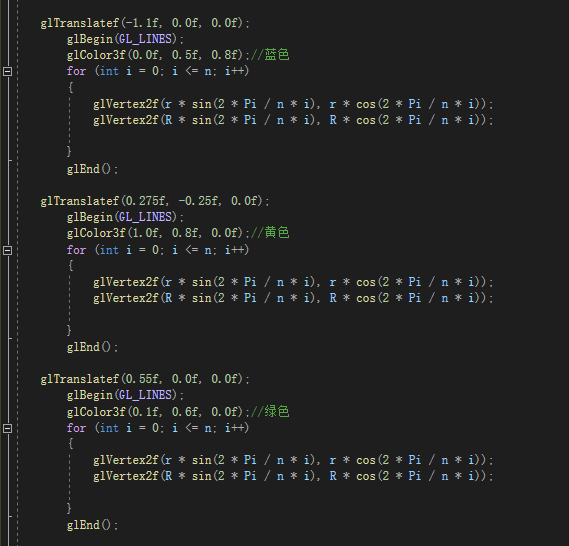 glTranslatef(-1.1f, 0.0f, 0.0f);
glBegin(GL_LINES);
glColor3f(0.0f, 0.5f, 0.8f);//蓝色
for (int i = 0; i <= n; i++)
{
glVertex2f(r * sin(2 * Pi / n * i), r * cos(2 * Pi / n * i));
glVertex2f(R * sin(2 * Pi / n * i), R * cos(2 * Pi / n * i));
}
glEnd();
glTranslatef(0.275f, -0.25f, 0.0f);
glBegin(GL_LINES);
glColor3f(1.0f, 0.8f, 0.0f);//黄色
for (int i = 0; i <= n; i++)
{
glVertex2f(r * sin(2 * Pi / n * i), r * cos(2 * Pi / n * i));
glVertex2f(R * sin(2 * Pi / n * i), R * cos(2 * Pi / n * i));
}
glEnd();
glTranslatef(0.55f, 0.0f, 0.0f);
glBegin(GL_LINES);
glColor3f(0.1f, 0.6f, 0.0f);//绿色
for (int i = 0; i <= n; i++)
{
glVertex2f(r * sin(2 * Pi / n * i), r * cos(2 * Pi / n * i));
glVertex2f(R * sin(2 * Pi / n * i), R * cos(2 * Pi / n * i));
}
glEnd();